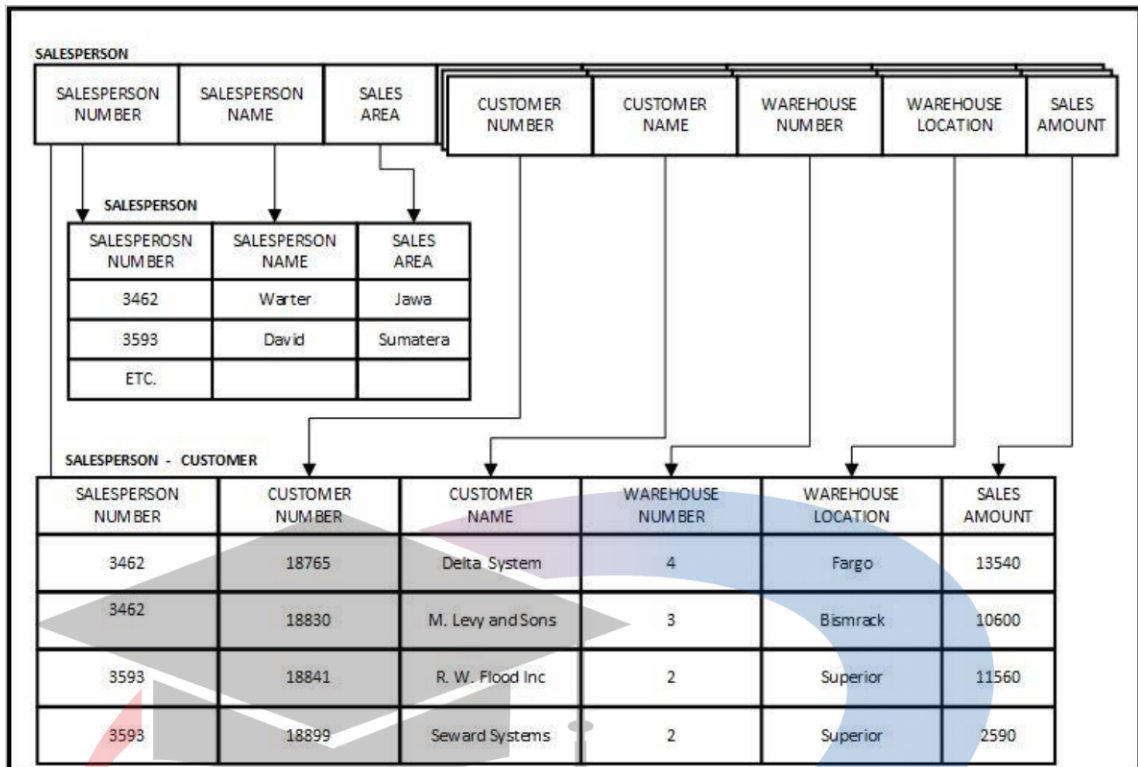 SALESPERSON
SALESPERSON NUMBER
SALESPERSON NAME
SALES AREA
CUSTOMER NUMBER
CUSTOMER NAME
WAREHOUSE NUMBER
WAREHOUSE LOCATION
SALES AMOUNT
SALESPERSON
SALESPEROSN NUMBER
SALESPERSON NAME
SALES AREA
3462 Warter Jawa
3593 David Sumatera
ETC.
SALESPERSON - CUSTOMER
SALESPERSON NUMBER
CUSTOMER NUMBER
CUSTOMER NAME
WAREHOUSE NUMBER
WAREHOUSE LOCATION
SALES AMOUNT
3462 18765 Delta System 4 Fargo 13540
3462 18830 M. Levy and Sons 3 Bismrack 10600
3593 18841 R. W. Flood Inc 2 Superior 11560
3593 18899 Seward Systems 2 Superior 2590